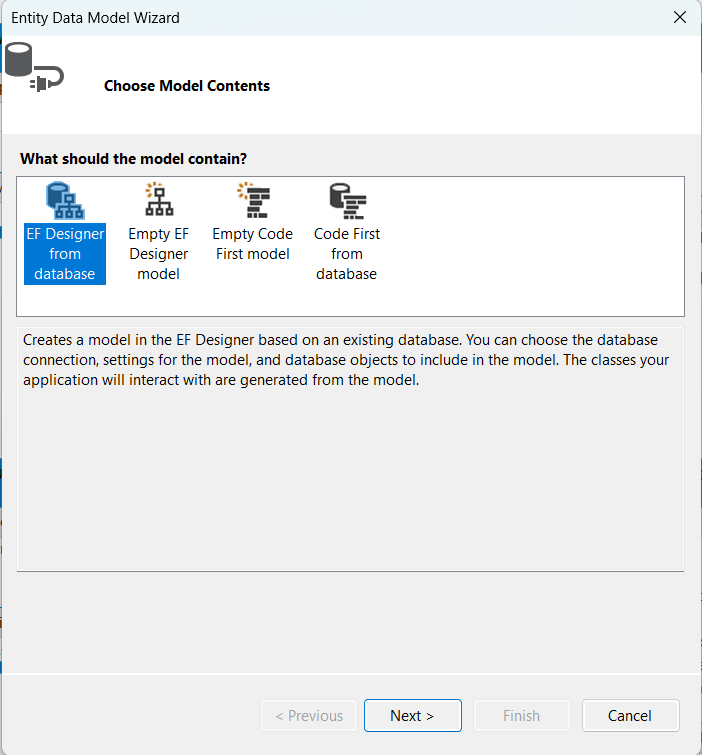 Entity Data Model Wizard
Choose Model Contents
What should the model contain?
EF Designer
from
database
Empty EF
Designer
model
Empty Code
First model
Code First
from
database
Creates a model in the EF Designer based on an existing database. You can choose the database
connection, settings for the model, and database objects to include in the model. The classes your
application will interact with are generated from the model.
< Previous
Next >
Finish
Cancel